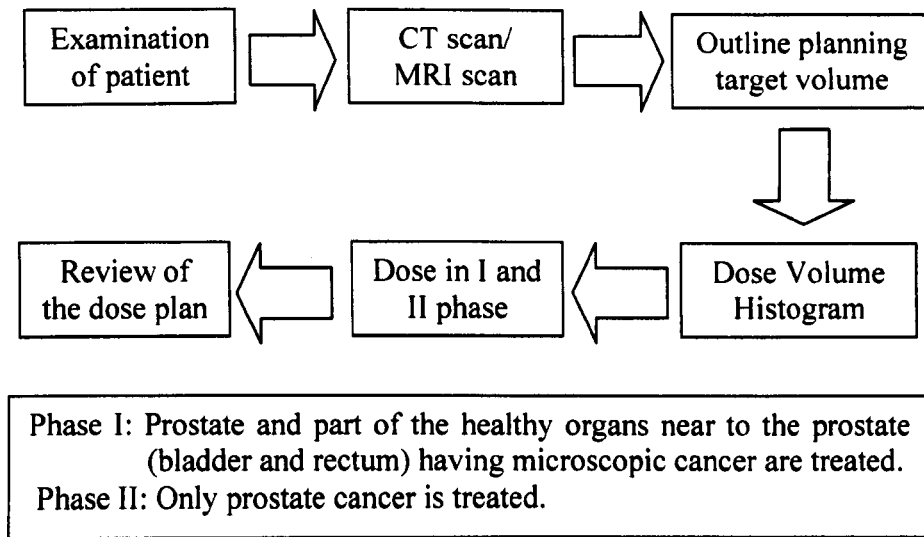 Examination
of patient
CT scan/
MRI scan
Outline planning
target volume
Dose Volume
Histogram
Dose in I and
II phase
Review of
the dose plan
Phase I: Prostate and part of the healthy organs near to the prostate
(bladder and rectum) having microscopic cancer are treated.
Phase II: Only prostate cancer is treated.